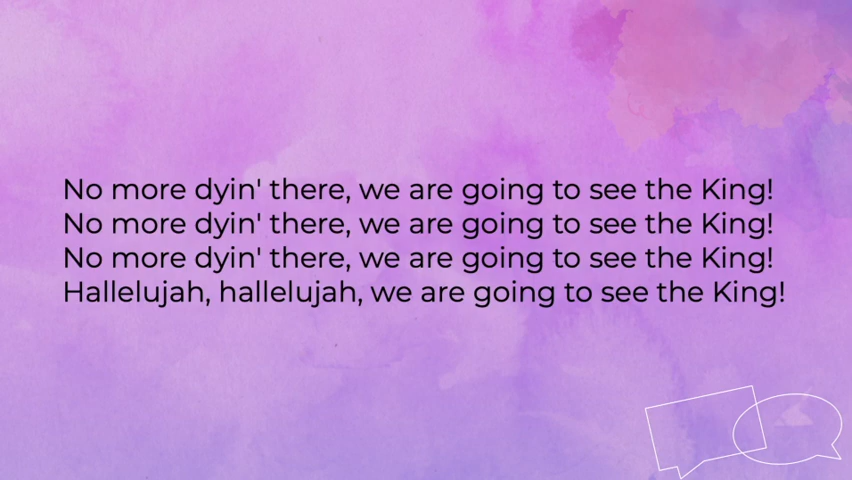 No more dyin' there, we are going to see the King!
No more dyin' there, we are going to see the King!
No more dyin' there, we are going to see the King!
Hallelujah, hallelujah, we are going to see the King!